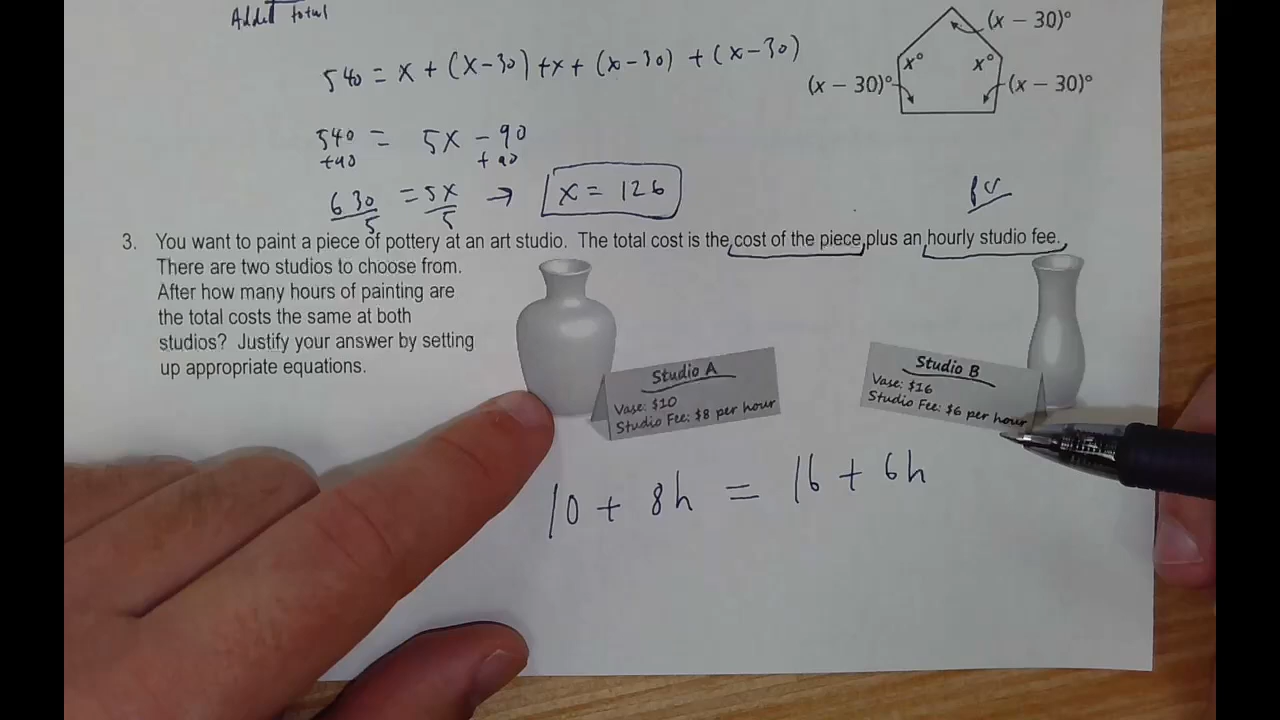 Added total
540 = x + (x-30) + x + (x-30) + (x-30)
(x – 30)°
x° x°
(x – 30)° (x – 30)°
540 = 5x - 90
+90 +90
630/5 = 5x/5 → x = 126
3. You want to paint a piece of pottery at an art studio. The total cost is the cost of the piece plus an hourly studio fee.
There are two studios to choose from.
After how many hours of painting are
the total costs the same at both
studios? Justify your answer by setting
up appropriate equations.
Studio A
Vase: $10
Studio Fee: $8 per hour
Studio B
Vase: $16
Studio Fee: $6 per hour
10 + 8h = 16 + 6h